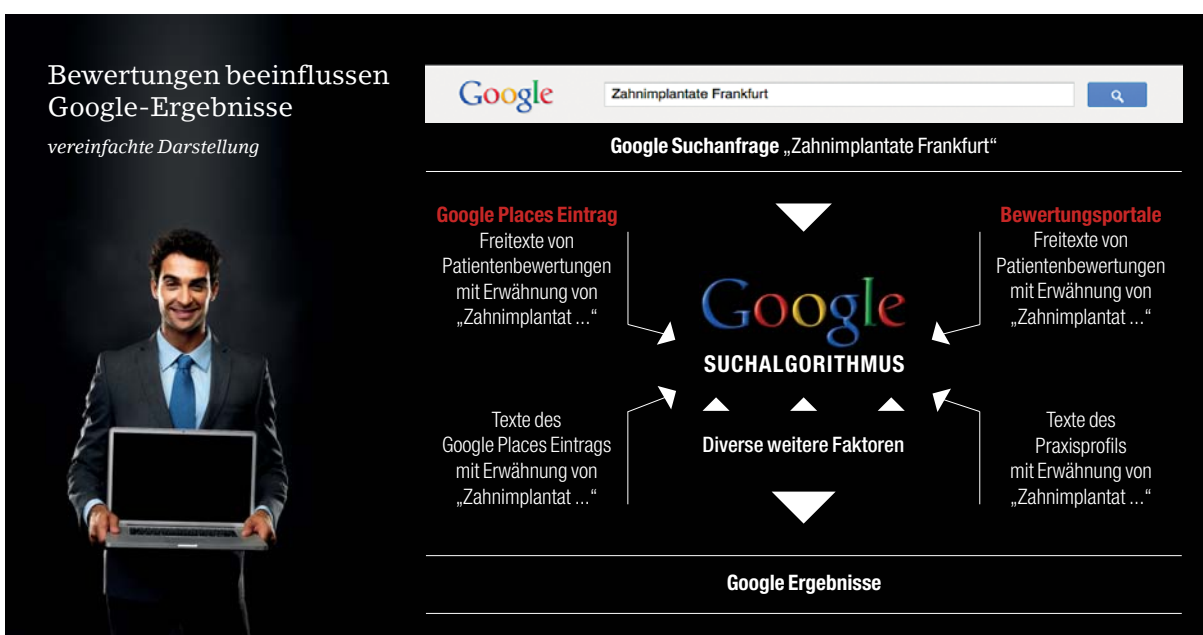 Bewertungen beeinflussen
Google-Ergebnisse
vereinfachte Darstellung
Google
Zahnimplantate Frankfurt
Google Suchanfrage „Zahnimplantate Frankfurt“
Google Places Eintrag
Freitexte von
Patientenbewertungen
mit Erwähnung von
„Zahnimplantat ...“
Bewertungsportale
Freitexte von
Patientenbewertungen
mit Erwähnung von
„Zahnimplantat ...“
Google
SUCHALGORITHMUS
Texte des
Google Places Eintrags
mit Erwähnung von
„Zahnimplantat ...“
Diverse weitere Faktoren
Texte des
Praxisprofils
mit Erwähnung von
„Zahnimplantat ...“
Google Ergebnisse